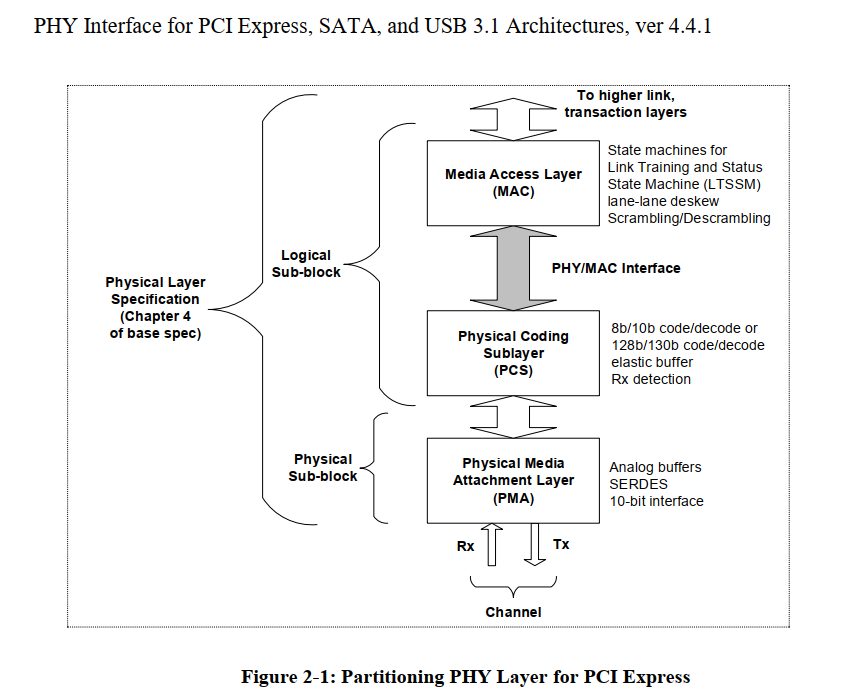 PHY Interface for PCI Express, SATA, and USB 3.1 Architectures, ver 4.4.1
To higher link,
transaction layers
Media Access Layer
(MAC)
State machines for
Link Training and Status
State Machine (LTSSM)
lane-lane deskew
Scrambling/Descrambling
Logical
Sub-block
PHY/MAC Interface
Physical Layer
Specification
(Chapter 4
of base spec)
Physical Coding
Sublayer
(PCS)
8b/10b code/decode or
128b/130b code/decode
elastic buffer
Rx detection
Physical
Sub-block
Physical Media
Attachment Layer
(PMA)
Analog buffers
SERDES
10-bit interface
Rx
Tx
Channel
Figure 2-1: Partitioning PHY Layer for PCI Express